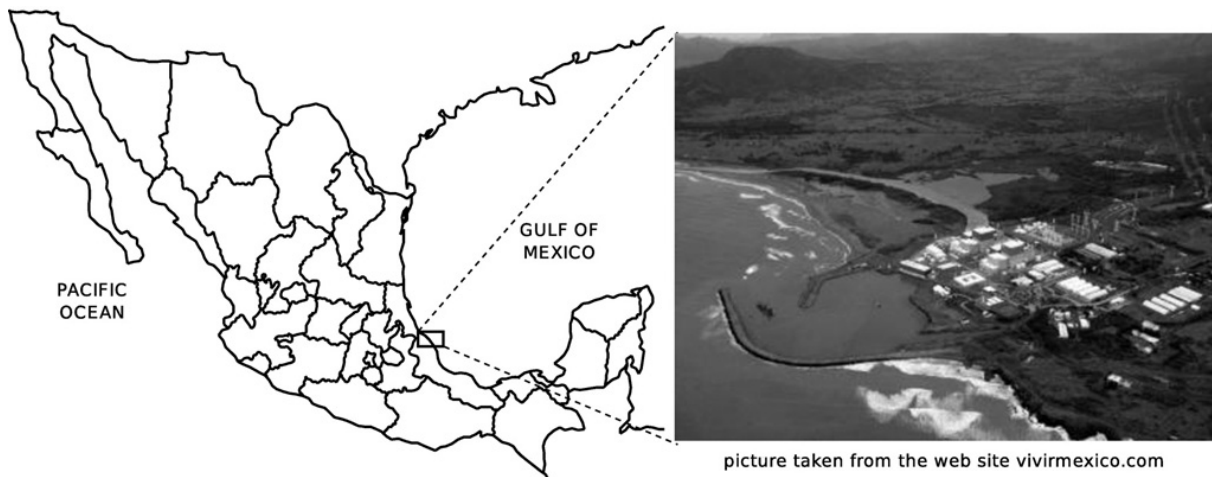 PACIFIC
OCEAN
GULF OF
MEXICO
picture taken from the web site vivirmexico.com